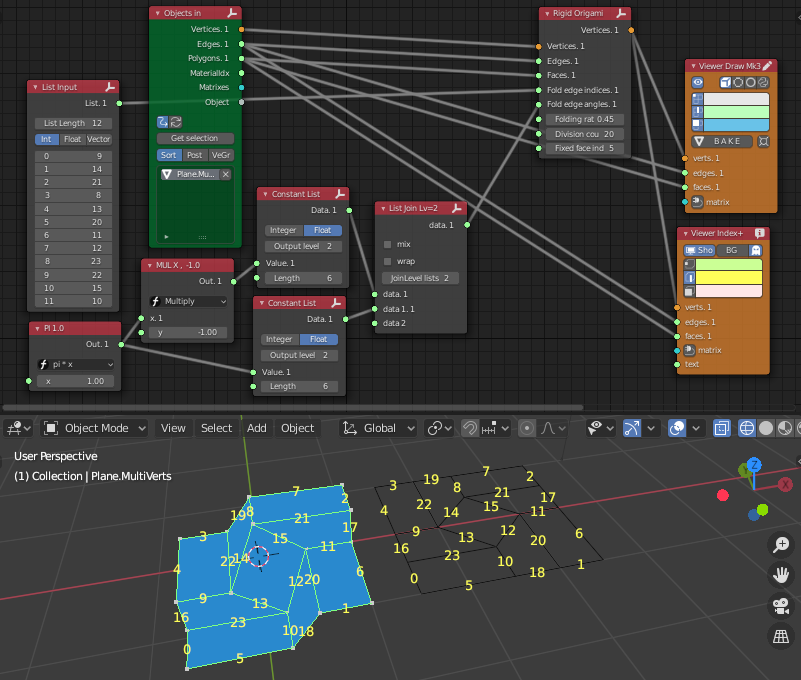 Objects in
Vertices. 1
Edges. 1
Polygons. 1
MaterialIdx
Matrixes
Object
Get selection
Sort Post VeGr
Plane.Mu...
List Input
List. 1
List Length 12
Int Float Vector
0 9
1 14
2 21
3 8
4 13
5 20
6 11
7 12
8 23
9 22
10 15
11 10
PI 1.0
Out. 1
pi * x
x 1.00
MUL X , -1.0
Out. 1
Multiply
x. 1
y -1.00
Constant List
Data. 1
Integer Float
Output level 2
Value. 1
Length 6
Constant List
Data. 1
Integer Float
Output level 2
Value. 1
Length 6
List Join Lv=2
data. 1
mix
wrap
JoinLevel lists 2
data. 1
data 1. 1
data 2
Rigid Origami
Vertices. 1
Vertices. 1
Edges. 1
Faces. 1
Fold edge indices. 1
Fold edge angles. 1
Folding rat 0.45
Division cou 20
Fixed face ind 5
Viewer Draw Mk3
BAKE
verts. 1
edges. 1
faces. 1
matrix
Viewer Index+
Sho BG
verts. 1
edges. 1
faces. 1
matrix
text
Object Mode View Select Add Object Global
User Perspective
(1) Collection | Plane.MultiVerts
Z
Y
X
7
2
19
8
21
17
3
15
11
4
22
14
12
20
6
9
13
1
16
23
10
18
0
5
3
19
7
2
8
21
17
4
22
14
15
11
9
13
12
20
6
16
23
10
18
1
0
5